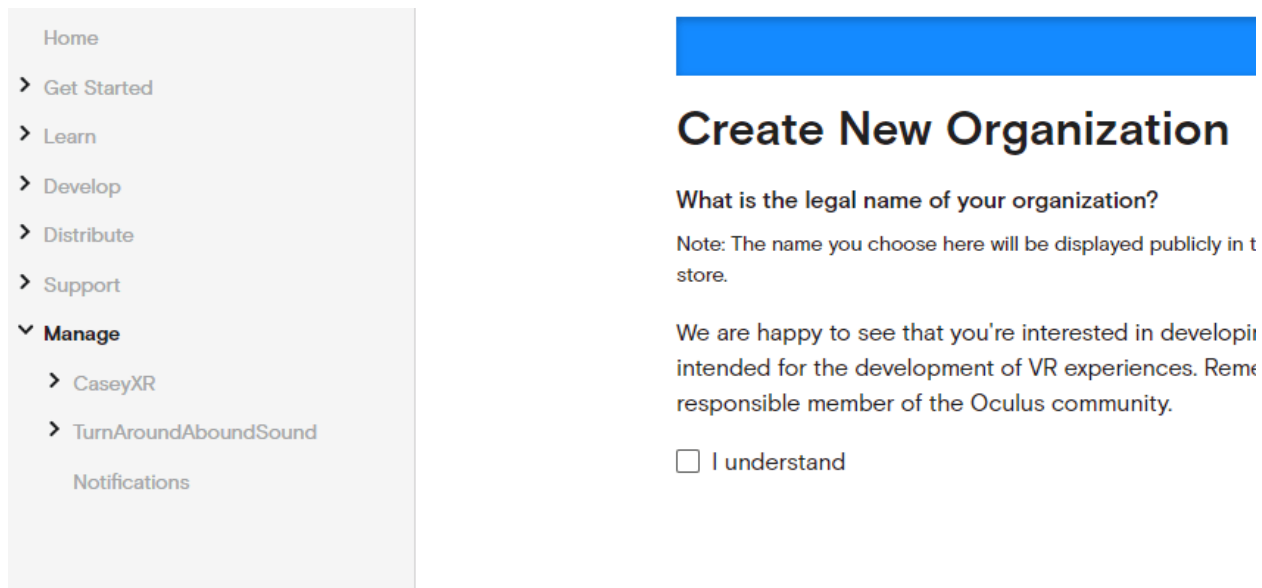 Home
Get Started
Learn
Develop
Distribute
Support
Manage
CaseyXR
TurnAroundAboundSound
Notifications
Create New Organization
What is the legal name of your organization?
Note: The name you choose here will be displayed publicly in t
store.
We are happy to see that you're interested in developin
intended for the development of VR experiences. Reme
responsible member of the Oculus community.
I understand